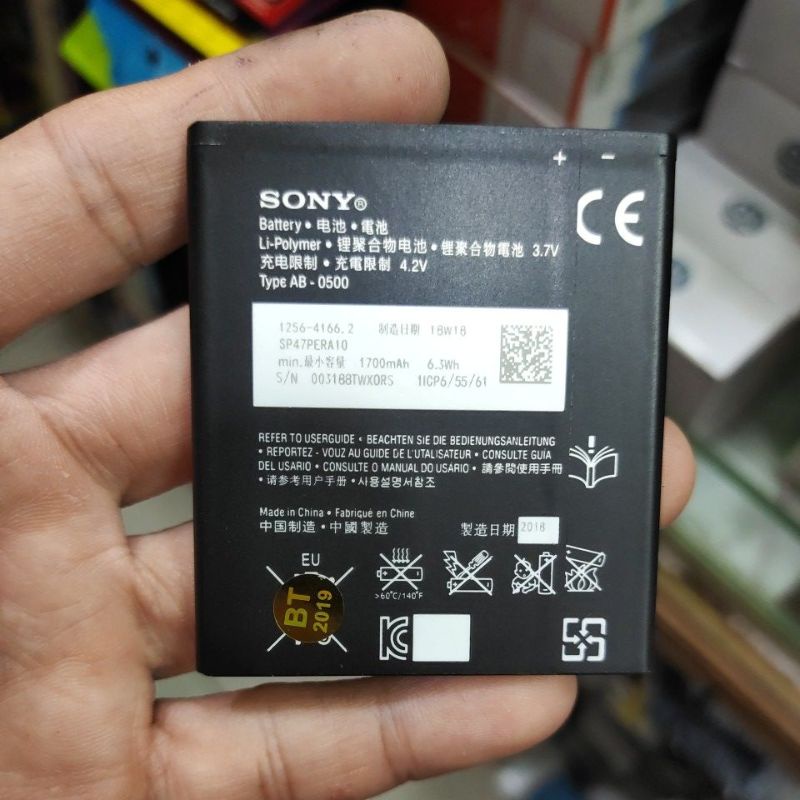 + −
SONY®
Battery • 电池 • 電池
Li-Polymer • 锂聚合物电池 • 鋰聚合物電池 3.7V
充电限制 • 充電限制 4.2V
Type AB - 0500
CE
1256-4166.2 制造日期 18W18
SP47PERA10
min.最小容量 1700mAh 6.3Wh
S/N 003188TWXORS 1ICP6/55/61
REFER TO USERGUIDE • BEACHTEN SIE DIE BEDIENUNGSANLEITUNG
• REPORTEZ - VOUZ AU GUIDE DE L'UTALISATEUR • CONSULTE GUÍA
DEL USARIO • CONSULTE O MANUAL DO USÁRIO • 請參閱使用手冊
• 请参考用户手册 • 사용설명서참조
Made in China • Fabriqué en Chine
中国制造 • 中國製造 製造日期 2018
EU
>60°C/140°F
BT
2019